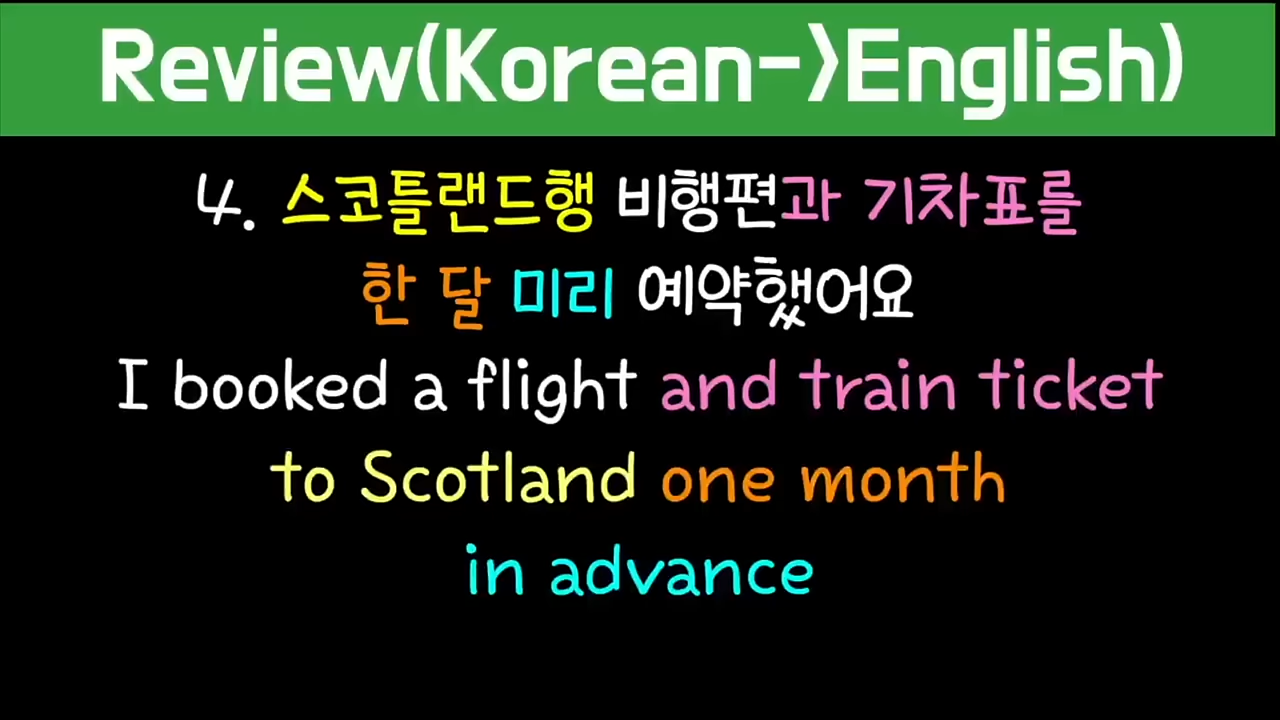 Review(Korean->English)
4. 스코틀랜드행 비행편과 기차표를
한 달 미리 예약했어요
I booked a flight and train ticket
to Scotland one month
in advance